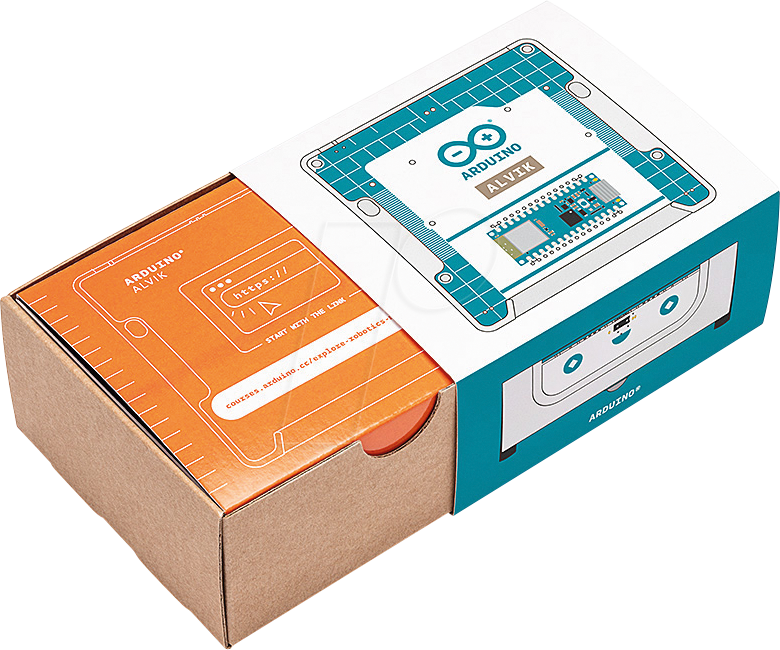 ARDUINO
ALVIK
ARDUINO®
ALVIK
https://
START WITH THE LINK
courses.arduino.cc/explore-robotics-
ARDUINO®